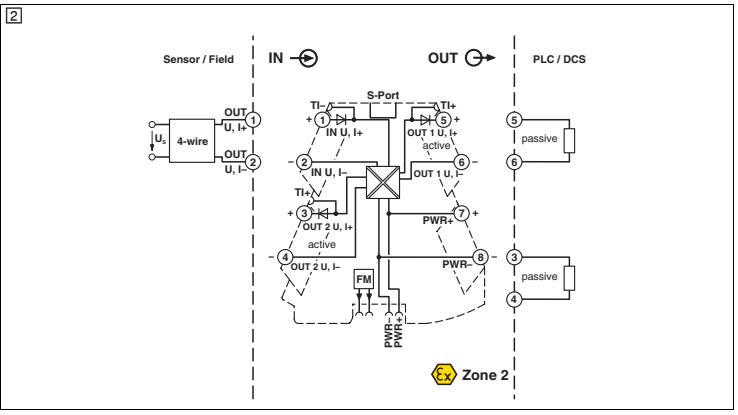 2
Sensor / Field
IN
OUT
PLC / DCS
S-Port
TI–
TI+
OUT
1
U, I+
+
1
5
+
5
IN U, I+
OUT 1 U, I+
active
passive
Us
4-wire
OUT
2
U, I–
–
2
6
–
6
IN U, I–
OUT 1 U, I–
TI+
+
3
PWR+
7
+
OUT 2 U, I+
active
–
4
OUT 2 U, I–
PWR–
8
–
3
FM
passive
4
PWR–
PWR+
Ex
Zone 2